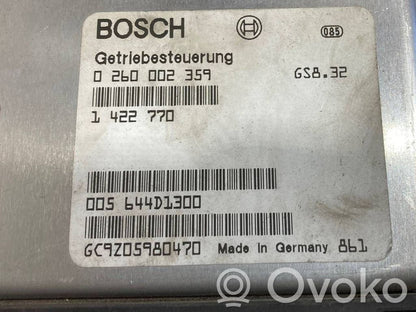 BOSCH 085
Getriebesteuerung
0 260 002 359 GS8.32
1 422 770
005 644D1300
GC9Z05980470 Made in Germany 861
Ovoko